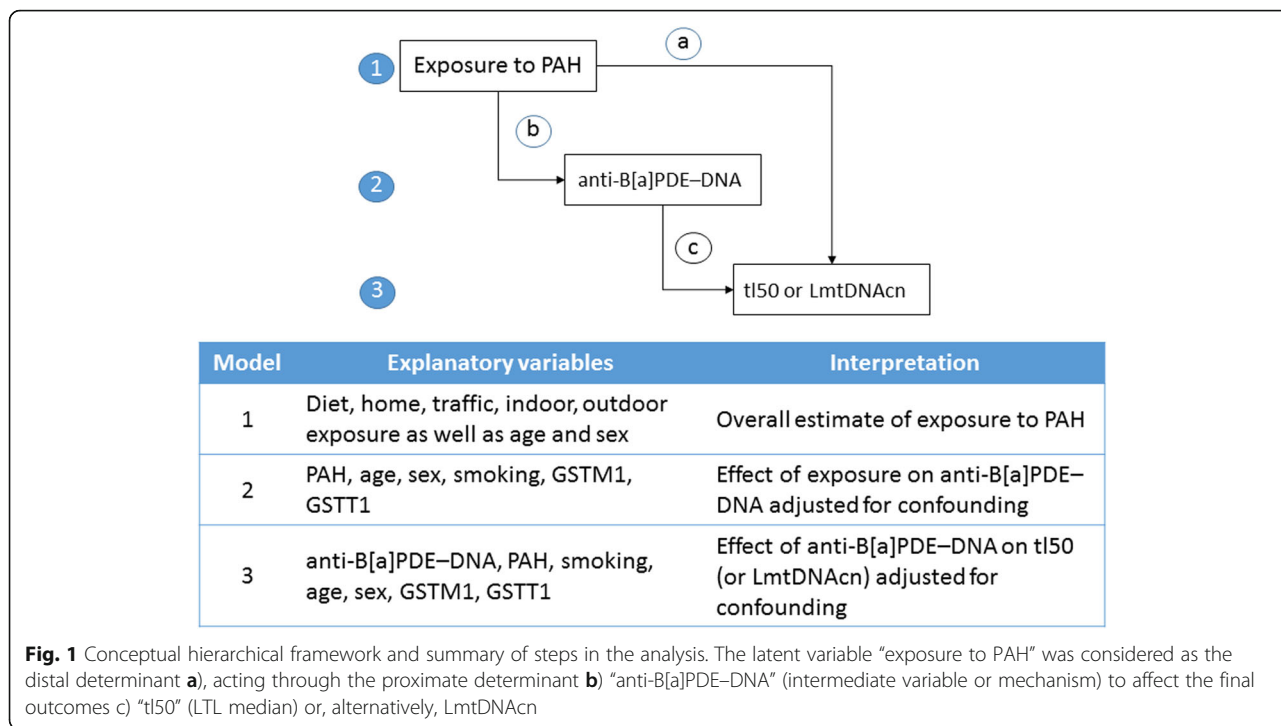 a
1 Exposure to PAH
b
2 anti-B[a]PDE–DNA
c
3 tl50 or LmtDNAcn
Model Explanatory variables Interpretation
1 Diet, home, traffic, indoor, outdoor exposure as well as age and sex Overall estimate of exposure to PAH
2 PAH, age, sex, smoking, GSTM1, GSTT1 Effect of exposure on anti-B[a]PDE–DNA adjusted for confounding
3 anti-B[a]PDE–DNA, PAH, smoking, age, sex, GSTM1, GSTT1 Effect of anti-B[a]PDE–DNA on tl50 (or LmtDNAcn) adjusted for confounding
Fig. 1 Conceptual hierarchical framework and summary of steps in the analysis. The latent variable “exposure to PAH” was considered as the
distal determinant a), acting through the proximate determinant b) “anti-B[a]PDE–DNA” (intermediate variable or mechanism) to affect the final
outcomes c) “tl50” (LTL median) or, alternatively, LmtDNAcn